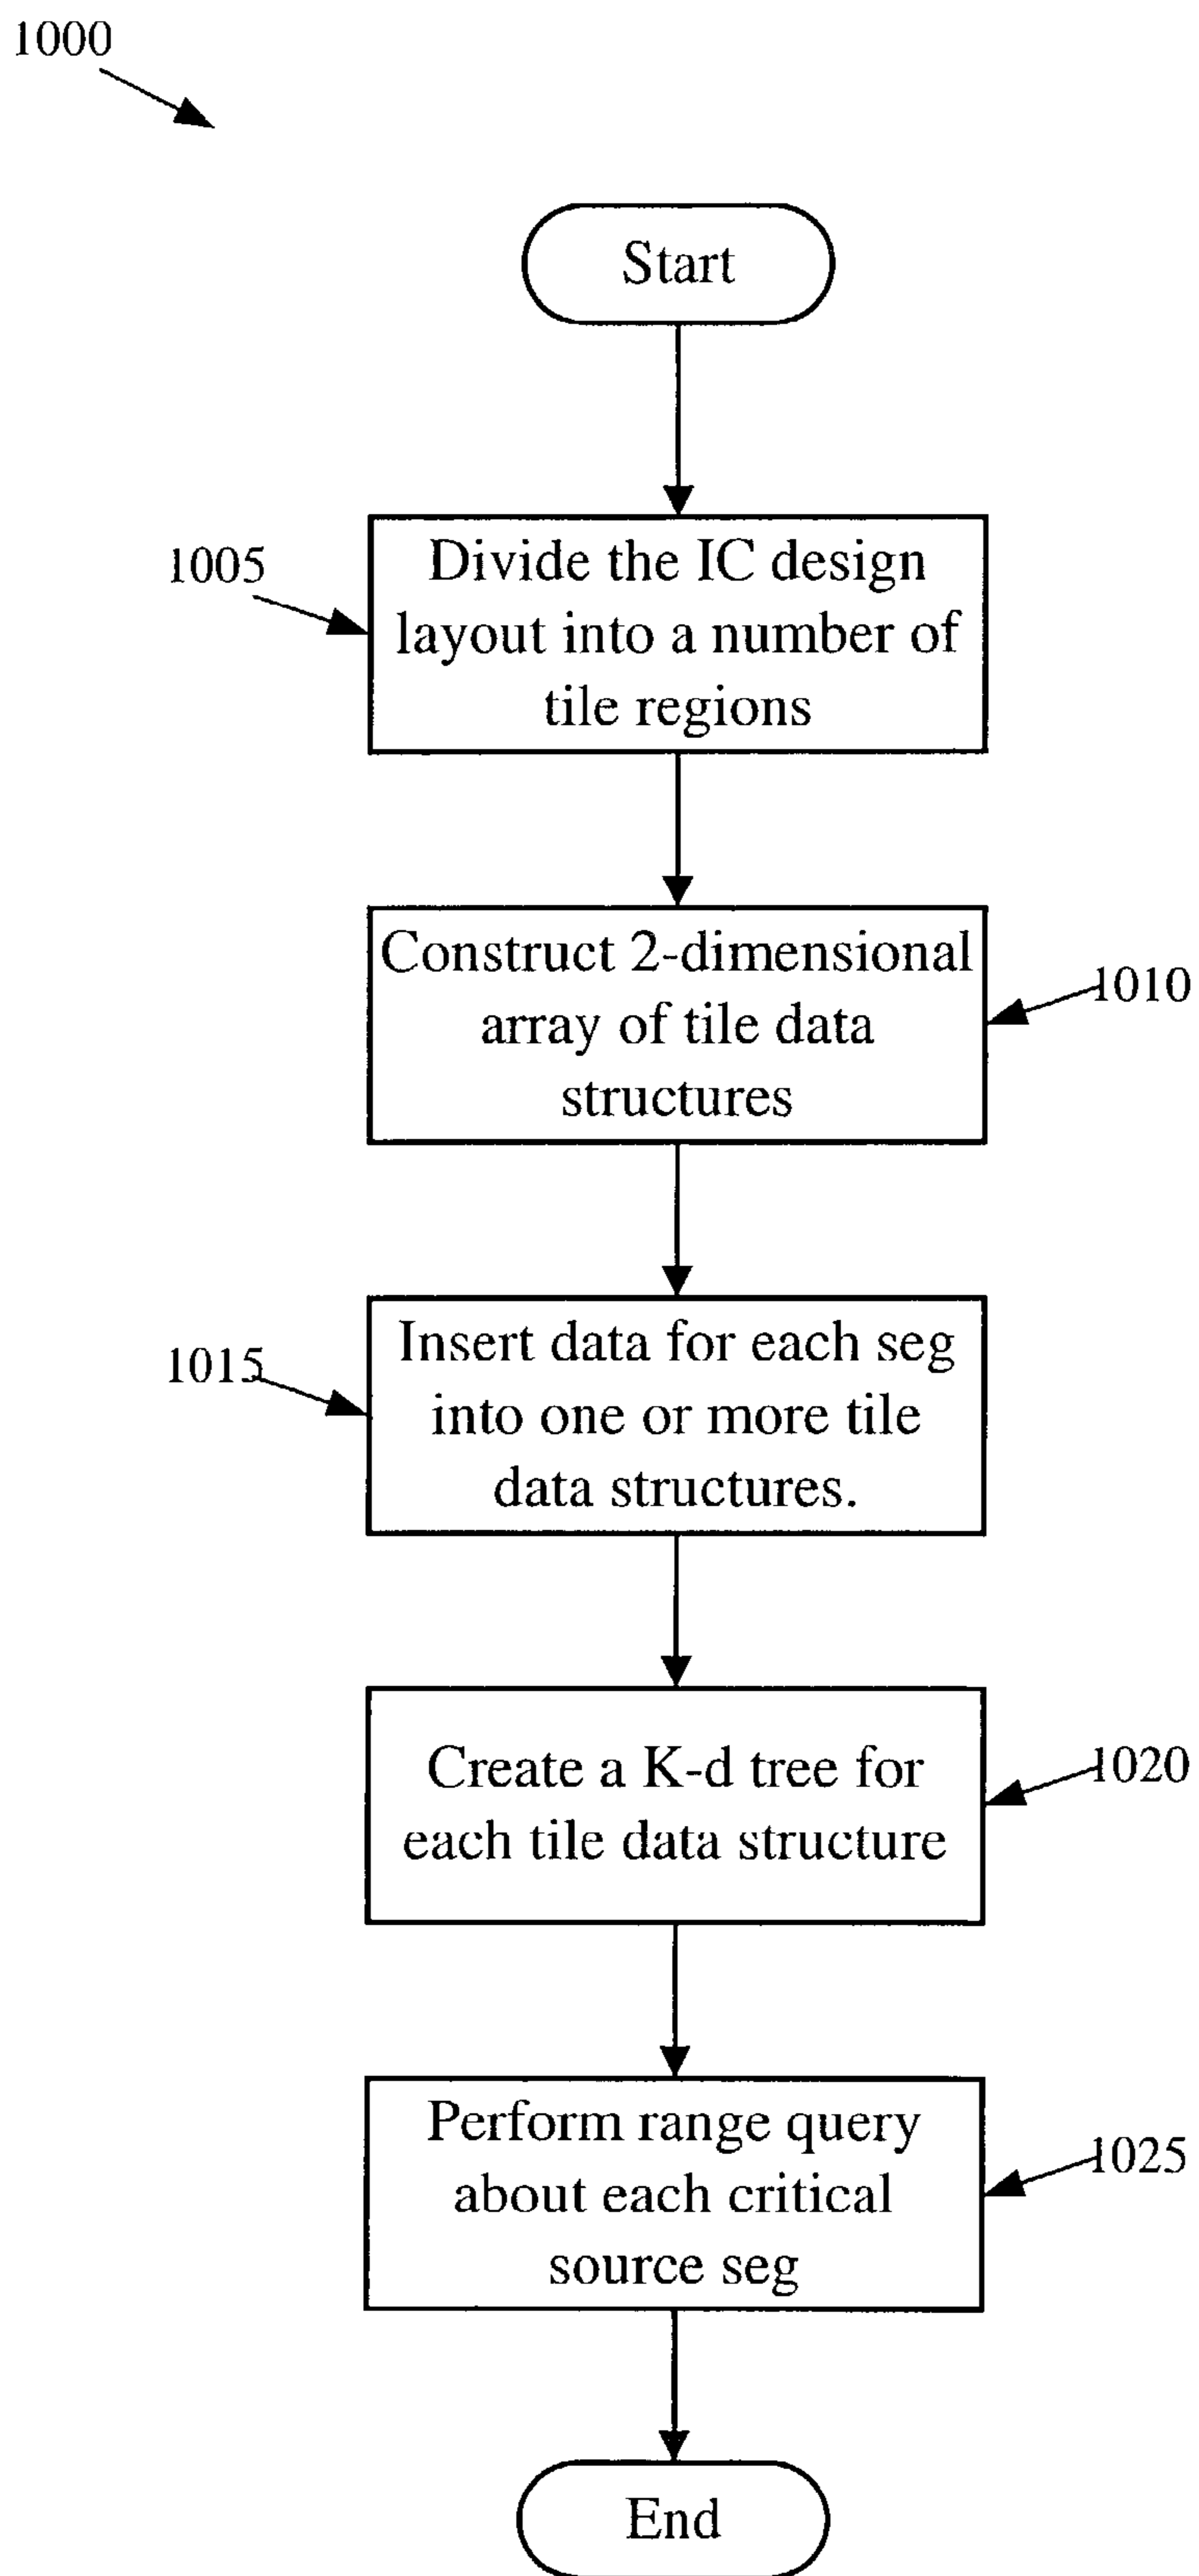 1000
Start
1005
Divide the IC design
layout into a number of
tile regions
Construct 2-dimensional
array of tile data
structures
1010
1015
Insert data for each seg
into one or more tile
data structures.
Create a K-d tree for
each tile data structure
1020
Perform range query
about each critical
source seg
1025
End